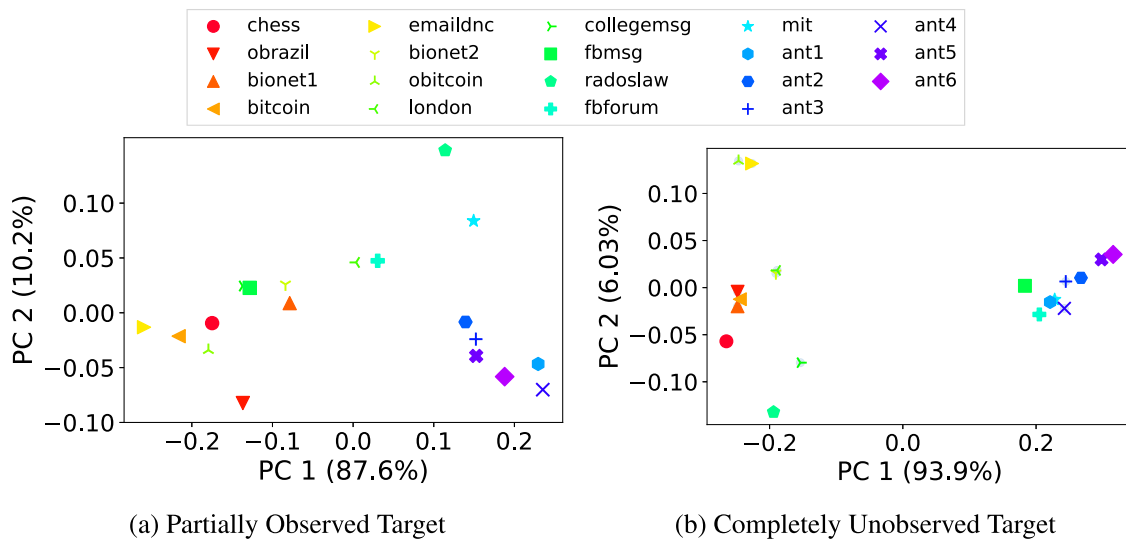 chess emaildnc collegemsg mit ant4
obrazil bionet2 fbmsg ant1 ant5
bionet1 obitcoin radoslaw ant2 ant6
bitcoin london fbforum ant3
PC 2 (10.2%)
0.10
0.05
0.00
−0.05
−0.10
−0.2 −0.1 0.0 0.1 0.2
PC 1 (87.6%)
(a) Partially Observed Target
PC 2 (6.03%)
0.10
0.05
0.00
−0.05
−0.10
−0.2 0.0 0.2
PC 1 (93.9%)
(b) Completely Unobserved Target